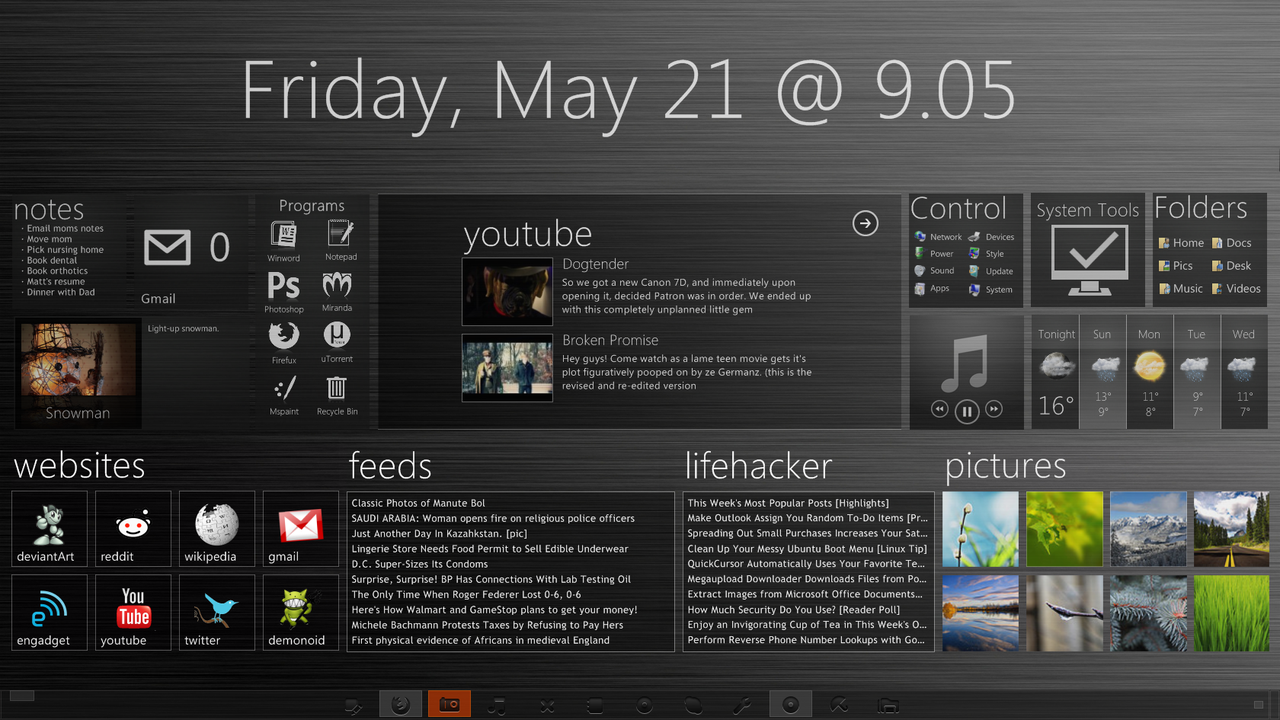 Friday, May 21 @ 9.05
notes
· Email moms notes
· Move mom
· Pick nursing home
· Book dental
· Book orthotics
· Matt's resume
· Dinner with Dad
0
Gmail
Light-up snowman.
Snowman
Programs
Winword
Notepad
Ps
Photoshop
Miranda
Firefux
µ
uTorrent
Mspaint
Recycle Bin
youtube
Dogtender
So we got a new Canon 7D, and immediately upon
opening it, decided Patron was in order. We ended up
with this completely unplanned little gem
Broken Promise
Hey guys! Come watch as a lame teen movie gets it's
plot figuratively pooped on by ze Germanz. (this is the
revised and re-edited version
Control
Network Devices
Power Style
Sound Update
Apps System
System Tools
Folders
Home Docs
Pics Desk
Music Videos
Tonight Sun Mon Tue Wed
16° 13° 11° 9° 11°
9° 8° 7° 7°
websites
deviantArt
reddit
wikipedia
gmail
engadget
You
Tube
youtube
twitter
demonoid
feeds
Classic Photos of Manute Bol
SAUDI ARABIA: Woman opens fire on religious police officers
Just Another Day In Kazahkstan. [pic]
Lingerie Store Needs Food Permit to Sell Edible Underwear
D.C. Super-Sizes Its Condoms
Surprise, Surprise! BP Has Connections With Lab Testing Oil
The Only Time When Roger Federer Lost 0-6, 0-6
Here's How Walmart and GameStop plans to get your money!
Michele Bachmann Protests Taxes by Refusing to Pay Hers
First physical evidence of Africans in medieval England
lifehacker
This Week's Most Popular Posts [Highlights]
Make Outlook Assign You Random To-Do Items [Pr...
Spreading Out Small Purchases Increases Your Sat...
Clean Up Your Messy Ubuntu Boot Menu [Linux Tip]
QuickCursor Automatically Uses Your Favorite Te...
Megaupload Downloader Downloads Files from Po...
Extract Images from Microsoft Office Documents...
How Much Security Do You Use? [Reader Poll]
Enjoy an Invigorating Cup of Tea in This Week's O...
Perform Reverse Phone Number Lookups with Go...
pictures